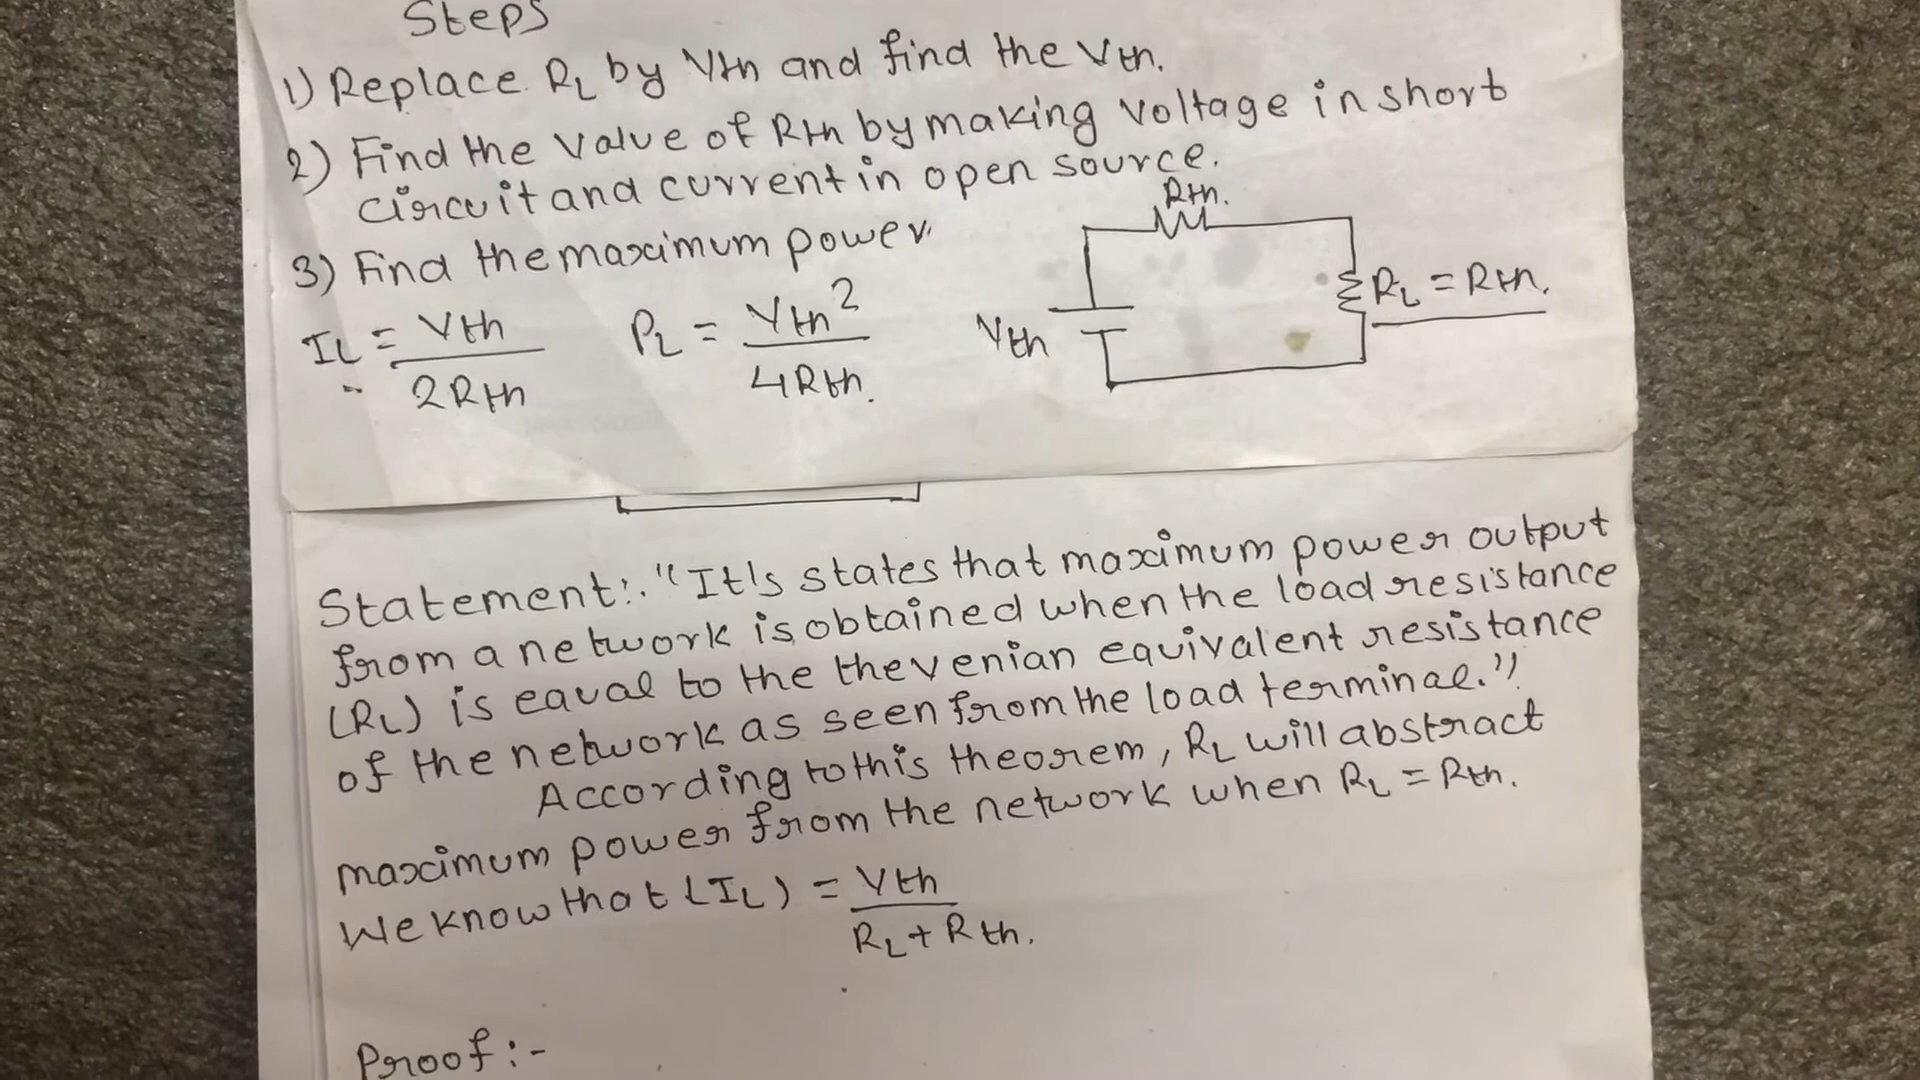 Steps
1) Replace RL by Vth and find the Vth.
2) Find the value of Rth by making voltage in short
circuit and current in open source.
3) Find the maximum power.
IL = Vth / 2Rth
PL = Vth² / 4Rth.
Rth.
Vth
RL = Rth.
Statement:. "It's states that maximum power output
from a network is obtained when the load resistance
(RL) is equal to the thevenian equivalent resistance
of the network as seen from the load terminal."
According to this theorem, RL will abstract
maximum power from the network when RL = Rth.
We know that (IL) = Vth / RL + Rth.
Proof :-